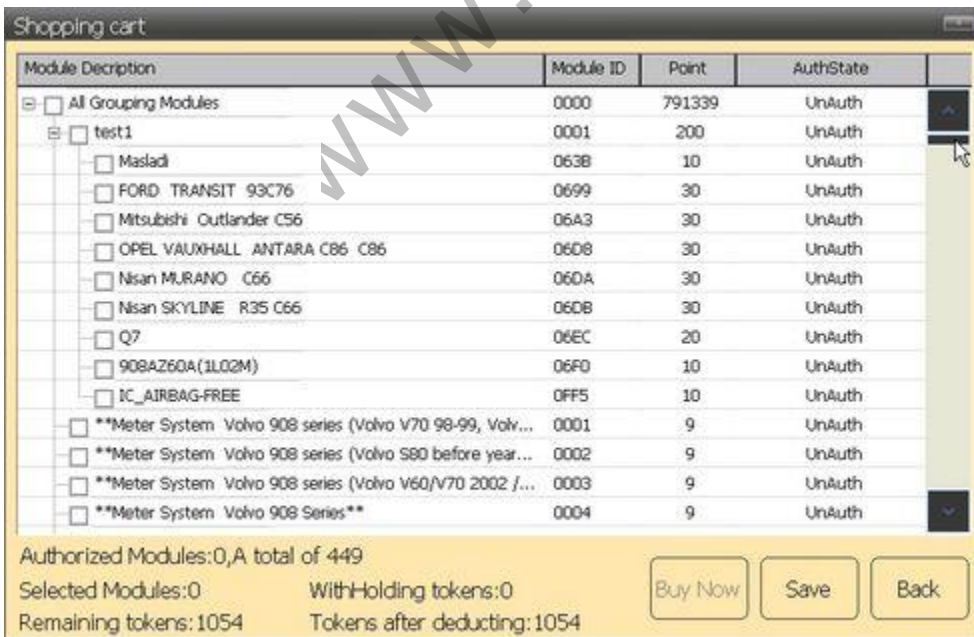 Shopping cart
Module Decription Module ID Point AuthState
All Grouping Modules 0000 791339 UnAuth
test1 0001 200 UnAuth
Masladi 063B 10 UnAuth
FORD TRANSIT 93C76 0699 30 UnAuth
Mitsubishi Outlander C56 06A3 30 UnAuth
OPEL VAUXHALL ANTARA C86 C86 06D8 30 UnAuth
Nisan MURANO C66 06DA 30 UnAuth
Nisan SKYLINE R35 C66 06DB 30 UnAuth
Q7 06EC 20 UnAuth
908AZ60A(1L02M) 06F0 10 UnAuth
IC_AIRBAG-FREE 0FF5 10 UnAuth
**Meter System Volvo 908 series (Volvo V70 98-99, Volv... 0001 9 UnAuth
**Meter System Volvo 908 series (Volvo S80 before year... 0002 9 UnAuth
**Meter System Volvo 908 series (Volvo V60/V70 2002 /... 0003 9 UnAuth
**Meter System Volvo 908 Series** 0004 9 UnAuth
Authorized Modules:0,A total of 449
Selected Modules:0 WithHolding tokens:0
Remaining tokens:1054 Tokens after deducting:1054
Buy Now Save Back
www.